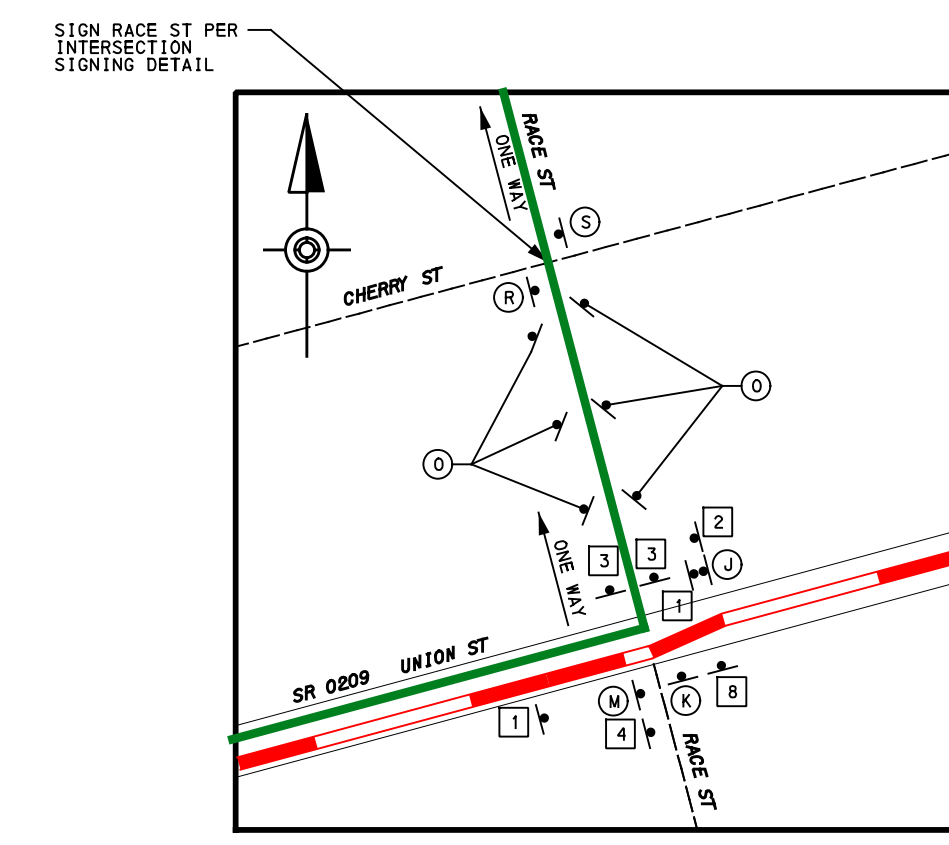 SIGN RACE ST PER
INTERSECTION
SIGNING DETAIL
RACE ST
ONE WAY
S
CHERRY ST
R
O
O
2
3
3
J
ONE WAY
1
SR 0209 UNION ST
M
K
8
1
4
RACE ST